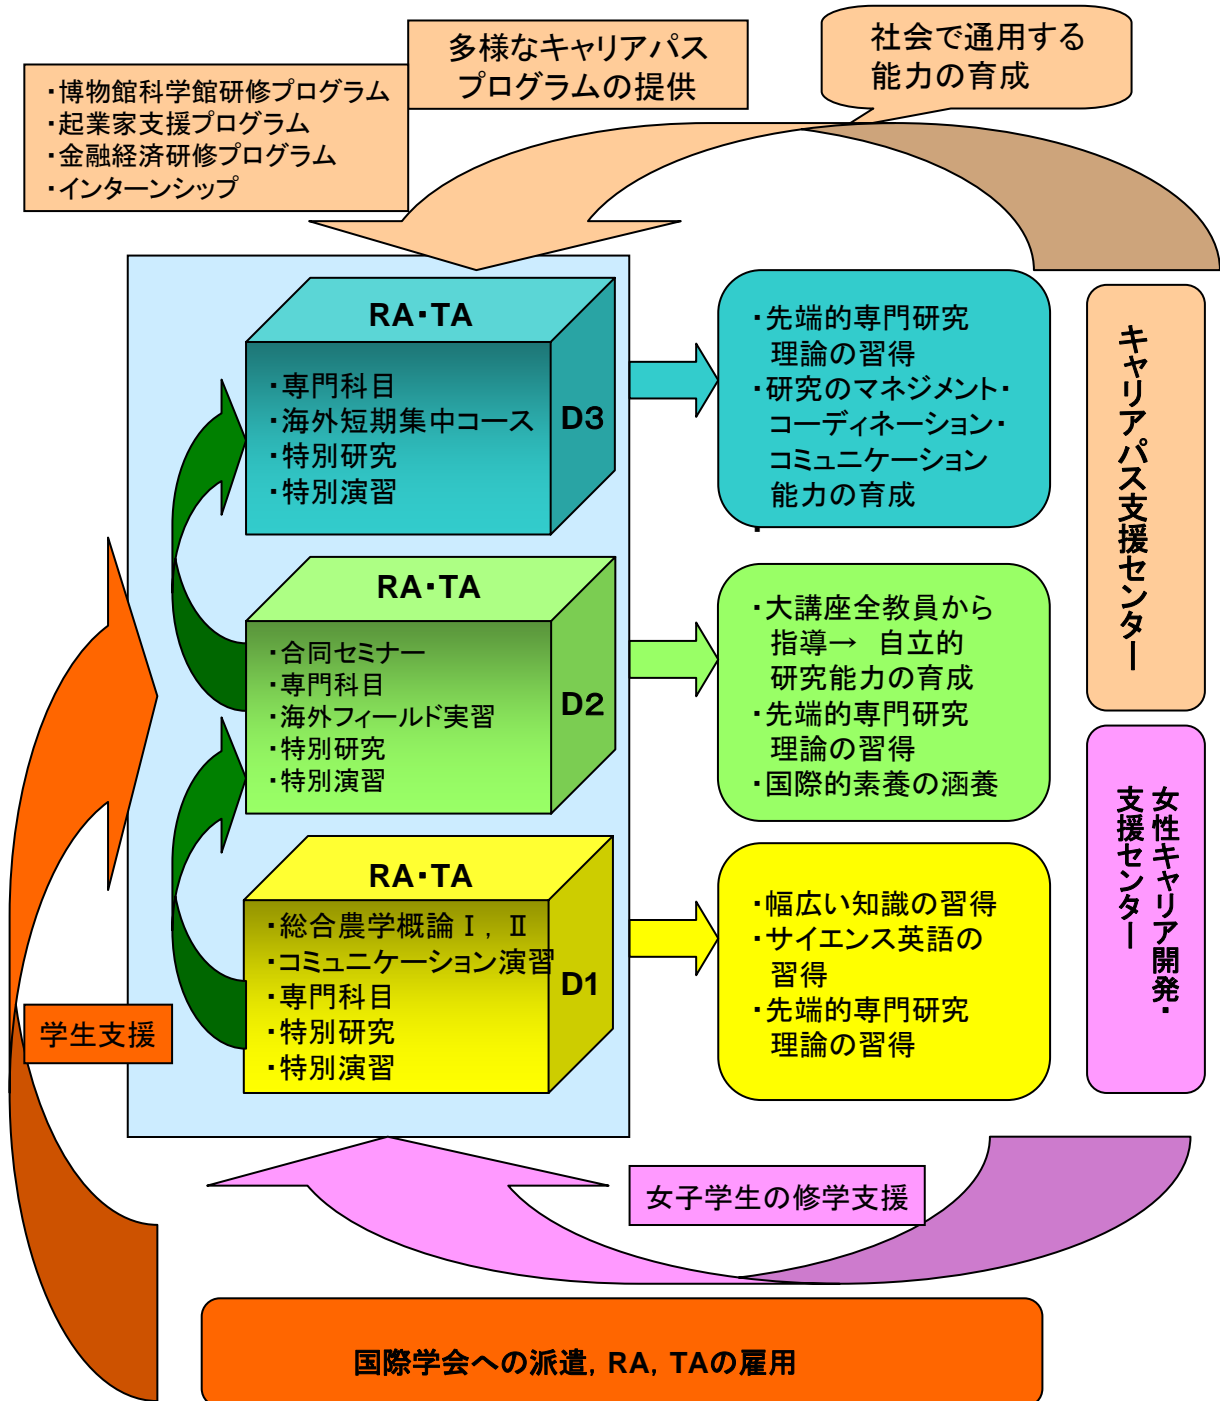 多様なキャリアパス
プログラムの提供
社会で通用する
能力の育成
・博物館科学館研修プログラム
・起業家支援プログラム
・金融経済研修プログラム
・インターンシップ
RA・TA
・専門科目
・海外短期集中コース
・特別研究
・特別演習
D3
・先端的専門研究
理論の習得
・研究のマネジメント・
コーディネーション・
コミュニケーション
能力の育成
・
キャリアパス支援センター
RA・TA
・合同セミナー
・専門科目
・海外フィールド実習
・特別研究
・特別演習
D2
・大講座全教員から
指導→ 自立的
研究能力の育成
・先端的専門研究
理論の習得
・国際的素養の涵養
女性キャリア開発・
支援センター
RA・TA
・総合農学概論Ⅰ,Ⅱ
・コミュニケーション演習
・専門科目
・特別研究
・特別演習
D1
・幅広い知識の習得
・サイエンス英語の
習得
・先端的専門研究
理論の習得
学生支援
女子学生の修学支援
国際学会への派遣, RA, TAの雇用